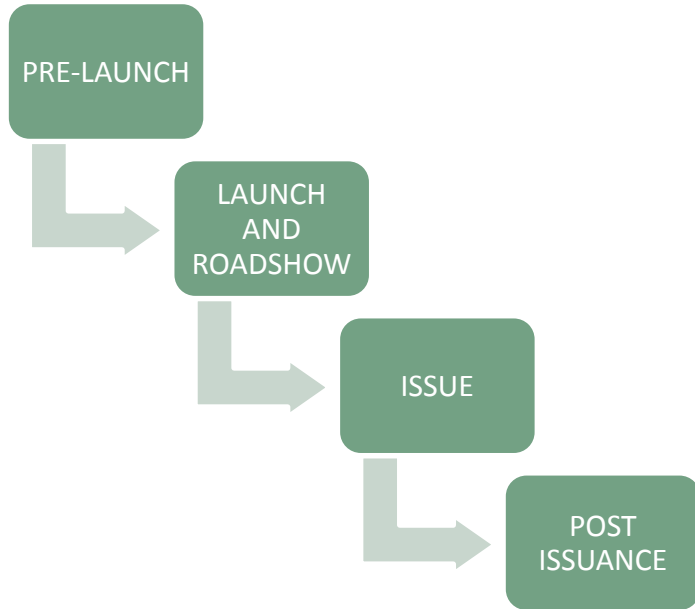 PRE-LAUNCH
LAUNCH
AND
ROADSHOW
ISSUE
POST
ISSUANCE